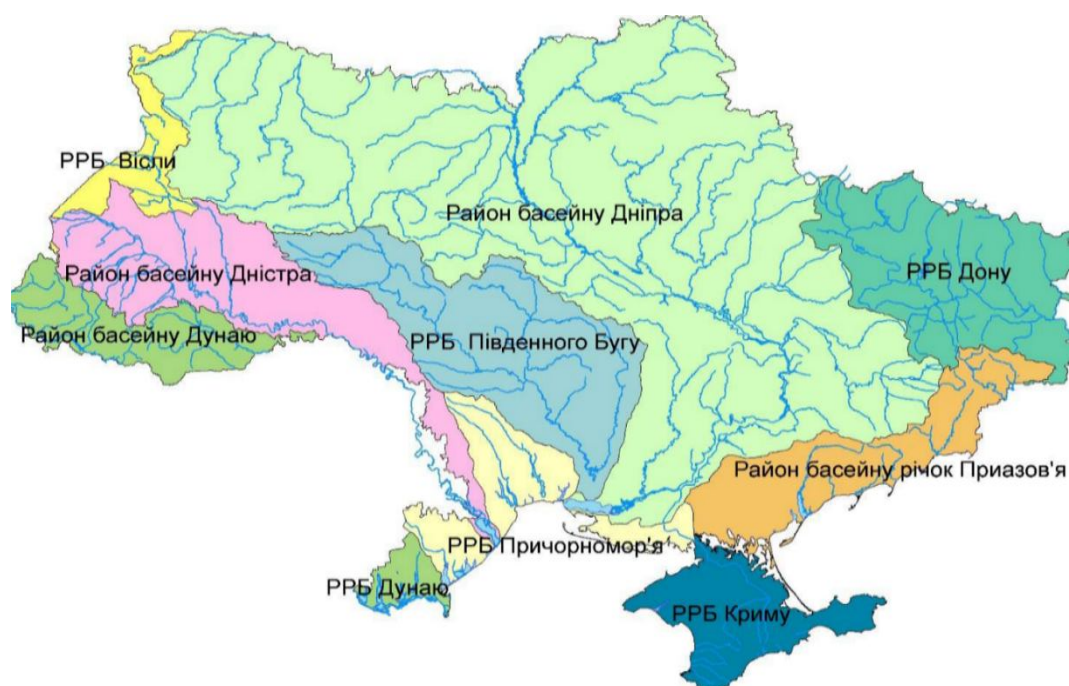 РРБ Вісли
Район басейну Дніпра
Район басейну Дністра
РРБ Дону
Район басейну Дунаю
РРБ Південного Бугу
Район басейну річок Приазов'я
РРБ Причорномор'я
РРБ Дунаю
РРБ Криму